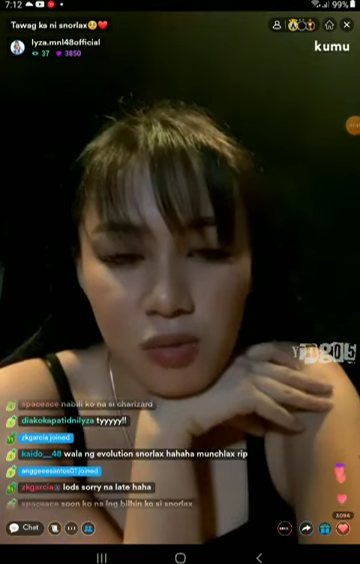 7:12
99%
Tawag ka ni snorlax🥺❤️
lyza.mnl48official
37 3850
kumu
spaceace nabili ko na si charizard
diakokapatidnilyza tyyyyy!!
zkgarcia joined
kaido__48 wala ng evolution snorlax hahaha munchlax rip
anggevesantos31 joined
zkgarcia lods sorry na late haha
spaceace soon ko na lng bilhin ko si snorlax
Chat
3094